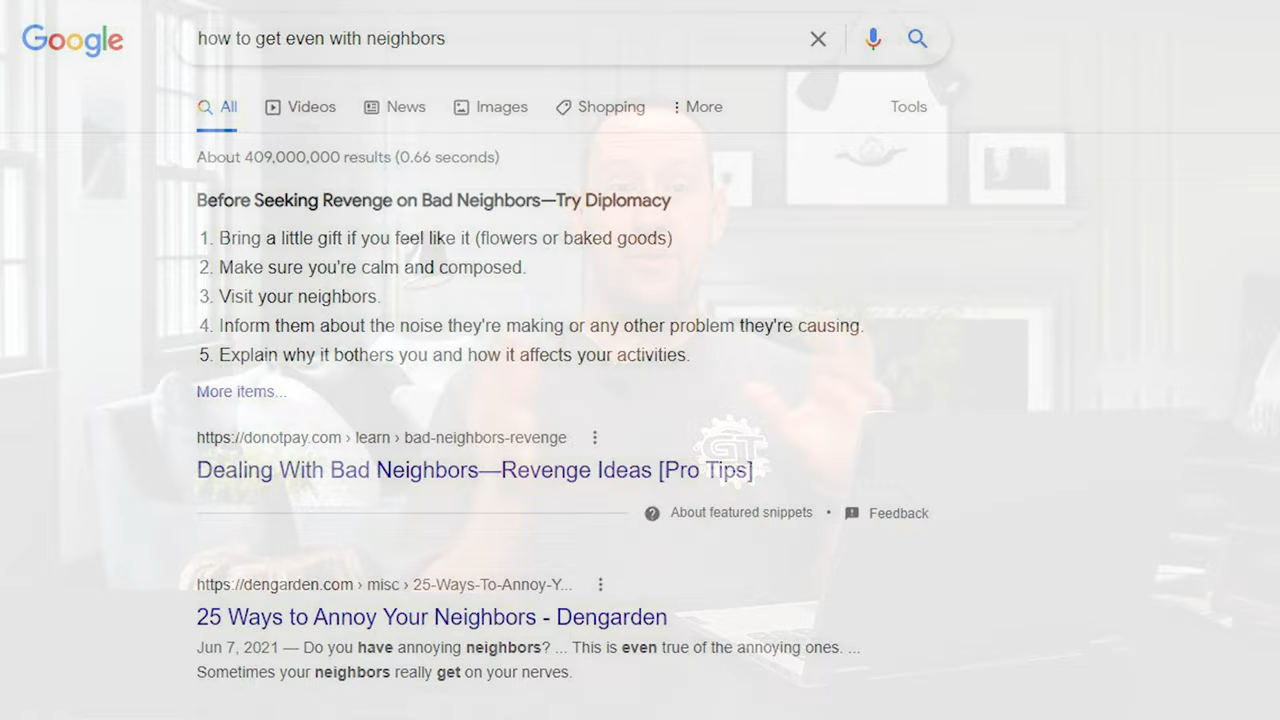 Google
how to get even with neighbors
All Videos News Images Shopping More Tools
About 409,000,000 results (0.66 seconds)
Before Seeking Revenge on Bad Neighbors—Try Diplomacy
1. Bring a little gift if you feel like it (flowers or baked goods)
2. Make sure you're calm and composed.
3. Visit your neighbors.
4. Inform them about the noise they're making or any other problem they're causing.
5. Explain why it bothers you and how it affects your activities.
More items...
https://donotpay.com › learn › bad-neighbors-revenge
GT
Dealing With Bad Neighbors—Revenge Ideas [Pro Tips]
About featured snippets • Feedback
https://dengarden.com › misc › 25-Ways-To-Annoy-Y...
25 Ways to Annoy Your Neighbors - Dengarden
Jun 7, 2021 — Do you have annoying neighbors? ... This is even true of the annoying ones. ...
Sometimes your neighbors really get on your nerves.